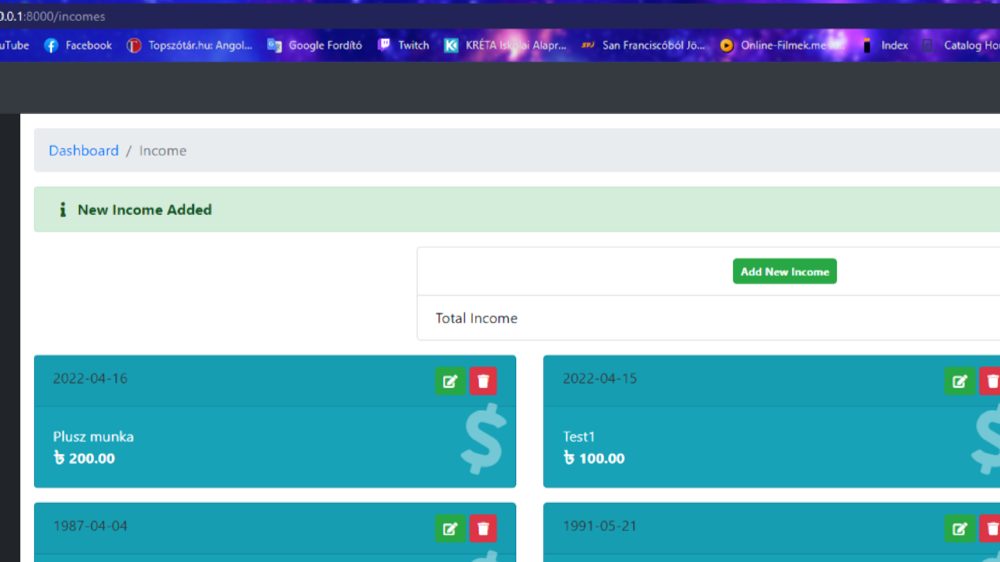 0.0.1:8000/incomes
uTube Facebook Topszótár.hu: Angol... Google Fordító Twitch KRÉTA Iskolai Alapr... San Franciscóból Jö... Online-Filmek.me Index Catalog Ho
Dashboard / Income
New Income Added
Add New Income
Total Income
2022-04-16
Plusz munka
৳ 200.00
2022-04-15
Test1
৳ 100.00
1987-04-04
1991-05-21